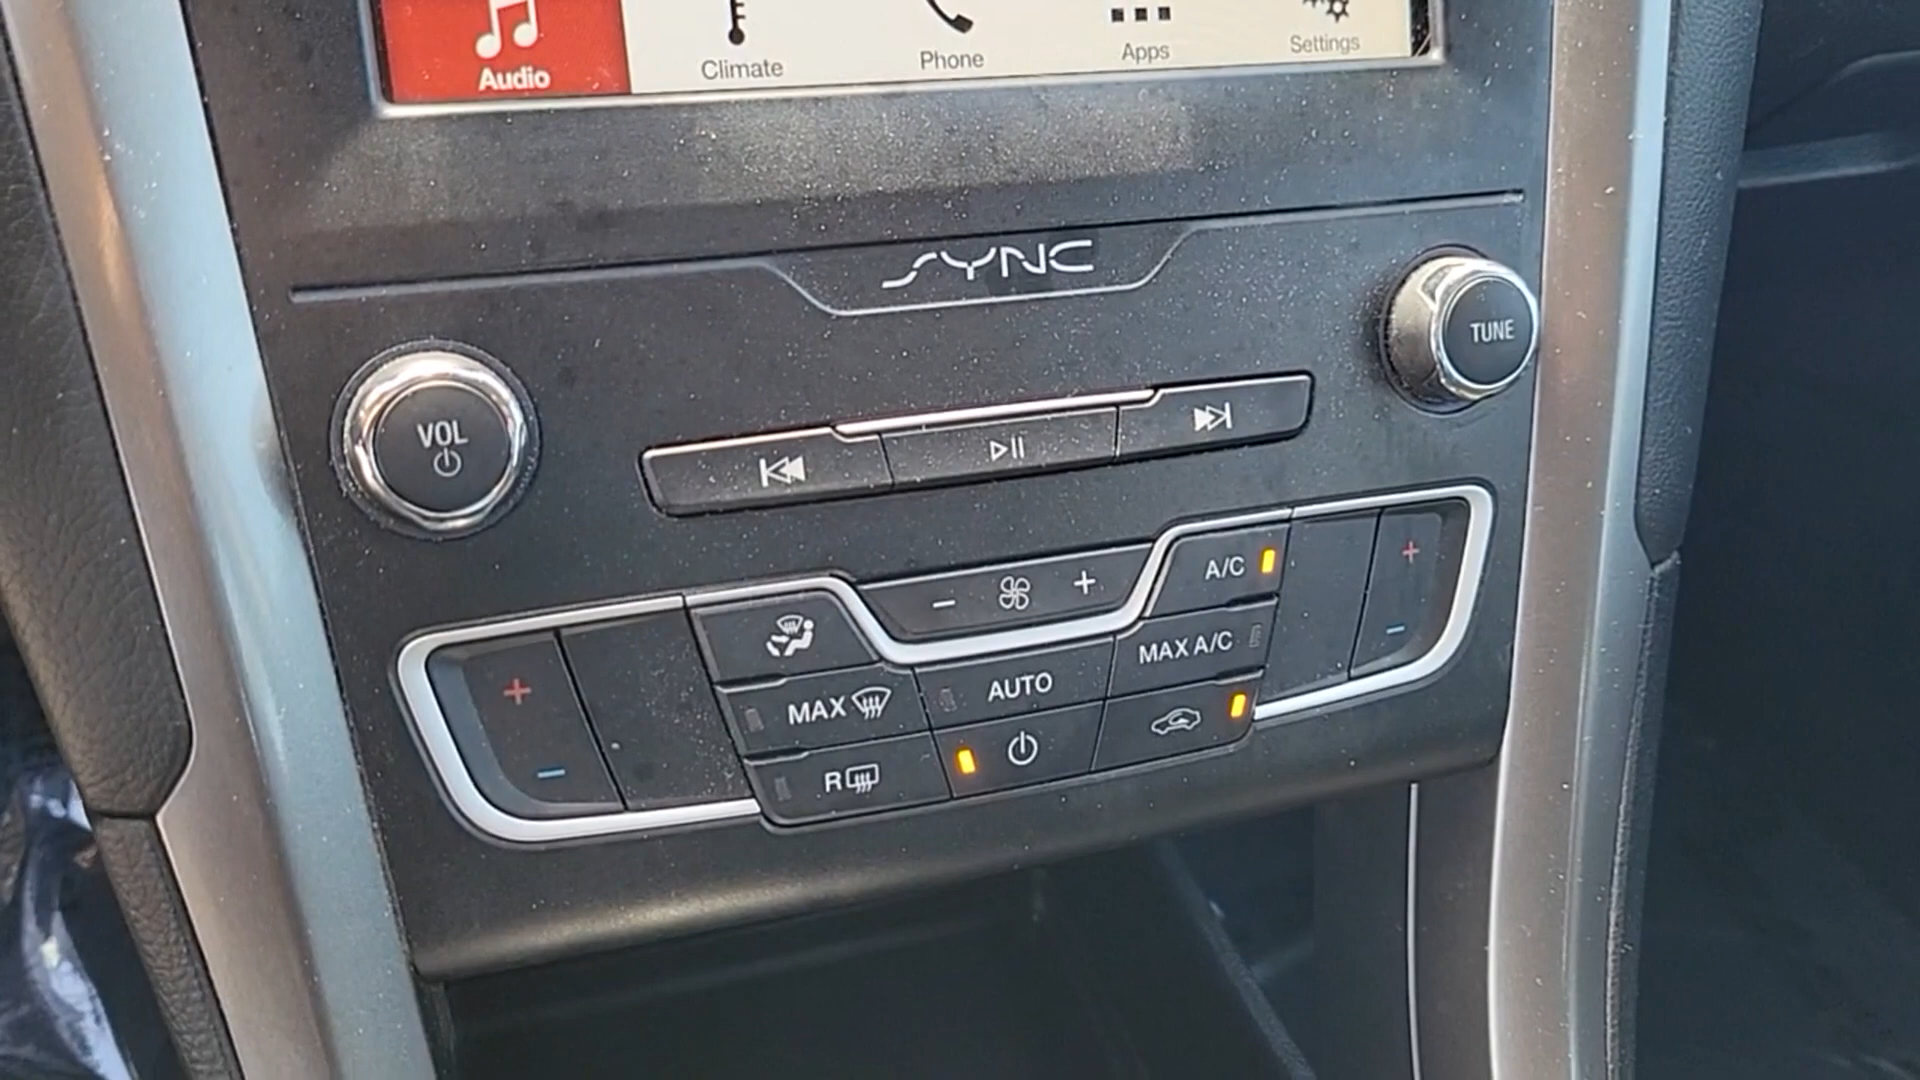 Audio
Climate
Phone
Apps
Settings
SYNC
TUNE
VOL
A/C
MAX A/C
AUTO
MAX
R